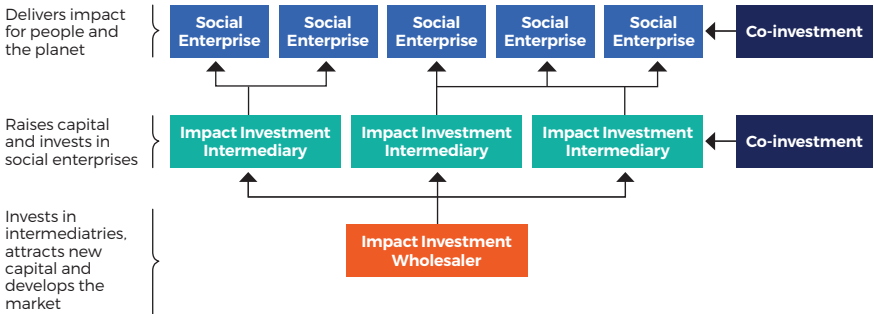 Delivers impact
for people and
the planet
Social
Enterprise
Social
Enterprise
Social
Enterprise
Social
Enterprise
Social
Enterprise
Co-investment
Raises capital
and invests in
social enterprises
Impact Investment
Intermediary
Impact Investment
Intermediary
Impact Investment
Intermediary
Co-investment
Invests in
intermediatries,
attracts new
capital and
develops the
market
Impact Investment
Wholesaler